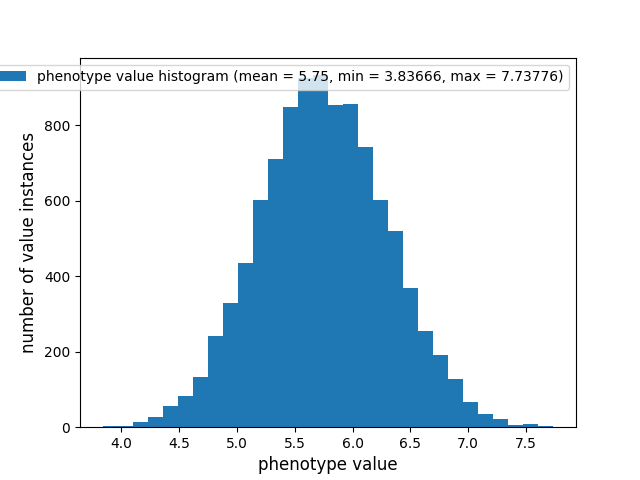 phenotype value histogram (mean = 5.75, min = 3.83666, max = 7.73776)
800
600
400
200
0
number of value instances
4.0 4.5 5.0 5.5 6.0 6.5 7.0 7.5
phenotype value